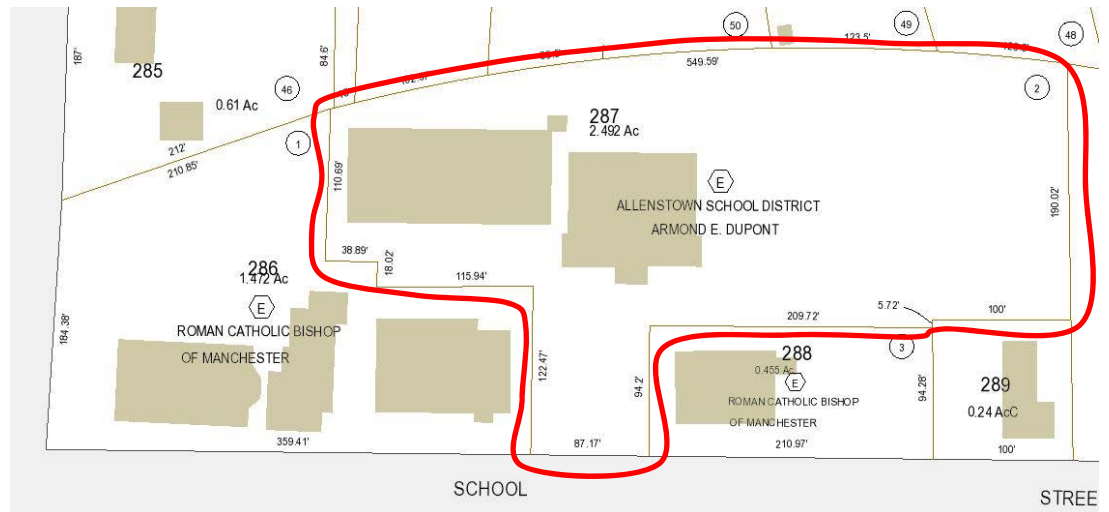 50
49
48
123.5'
549.59'
84.6'
187'
285
46
2
0.61 Ac
287
2.492 Ac
1
212'
210.85'
110.69'
E
ALLENSTOWN SCHOOL DISTRICT
ARMOND E. DUPONT
190.02'
38.89'
18.02'
115.94'
286
1.472 Ac
E
ROMAN CATHOLIC BISHOP
OF MANCHESTER
184.38'
5.72'
100'
209.72'
3
288
0.455 Ac
E
ROMAN CATHOLIC BISHOP
OF MANCHESTER
122.47'
94.2'
94.28'
289
0.24 AcC
359.41'
87.17'
210.97'
100'
SCHOOL
STREE